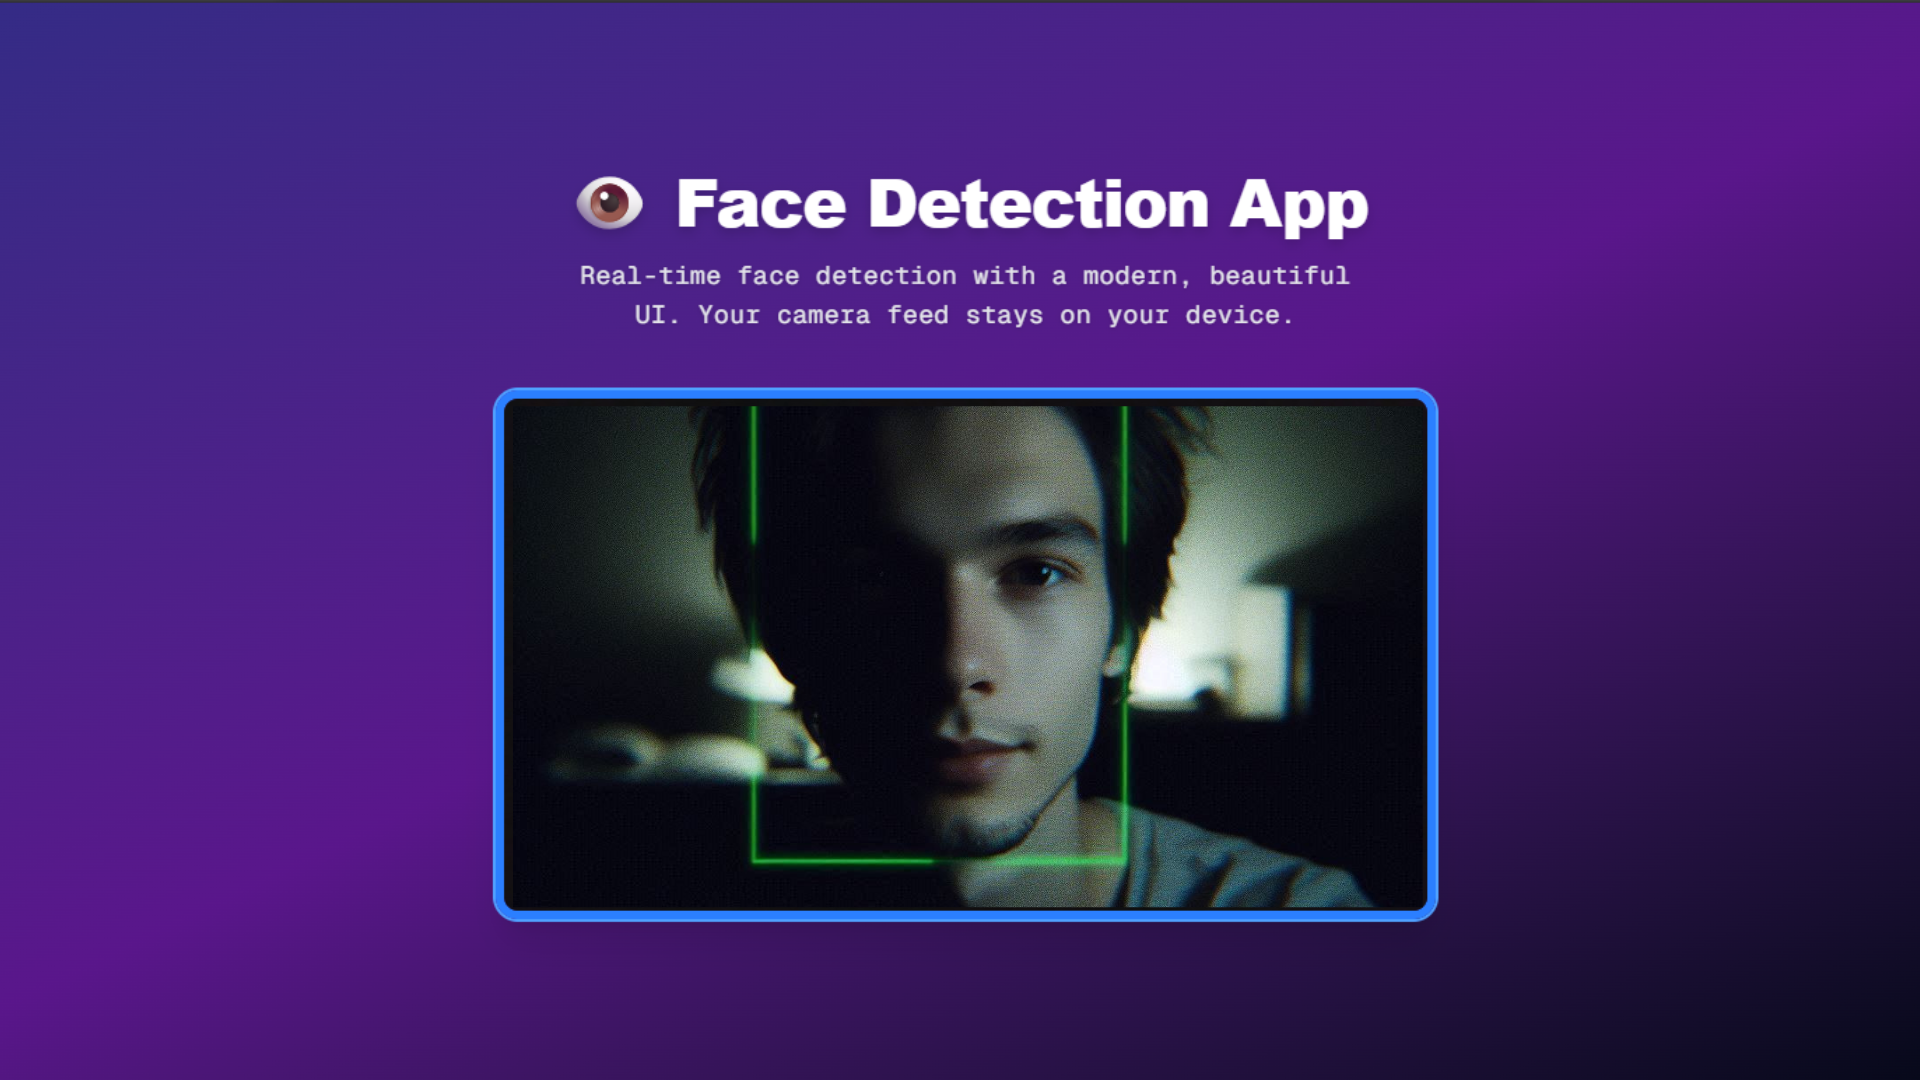 Face Detection App
Real-time face detection with a modern, beautiful
UI. Your camera feed stays on your device.